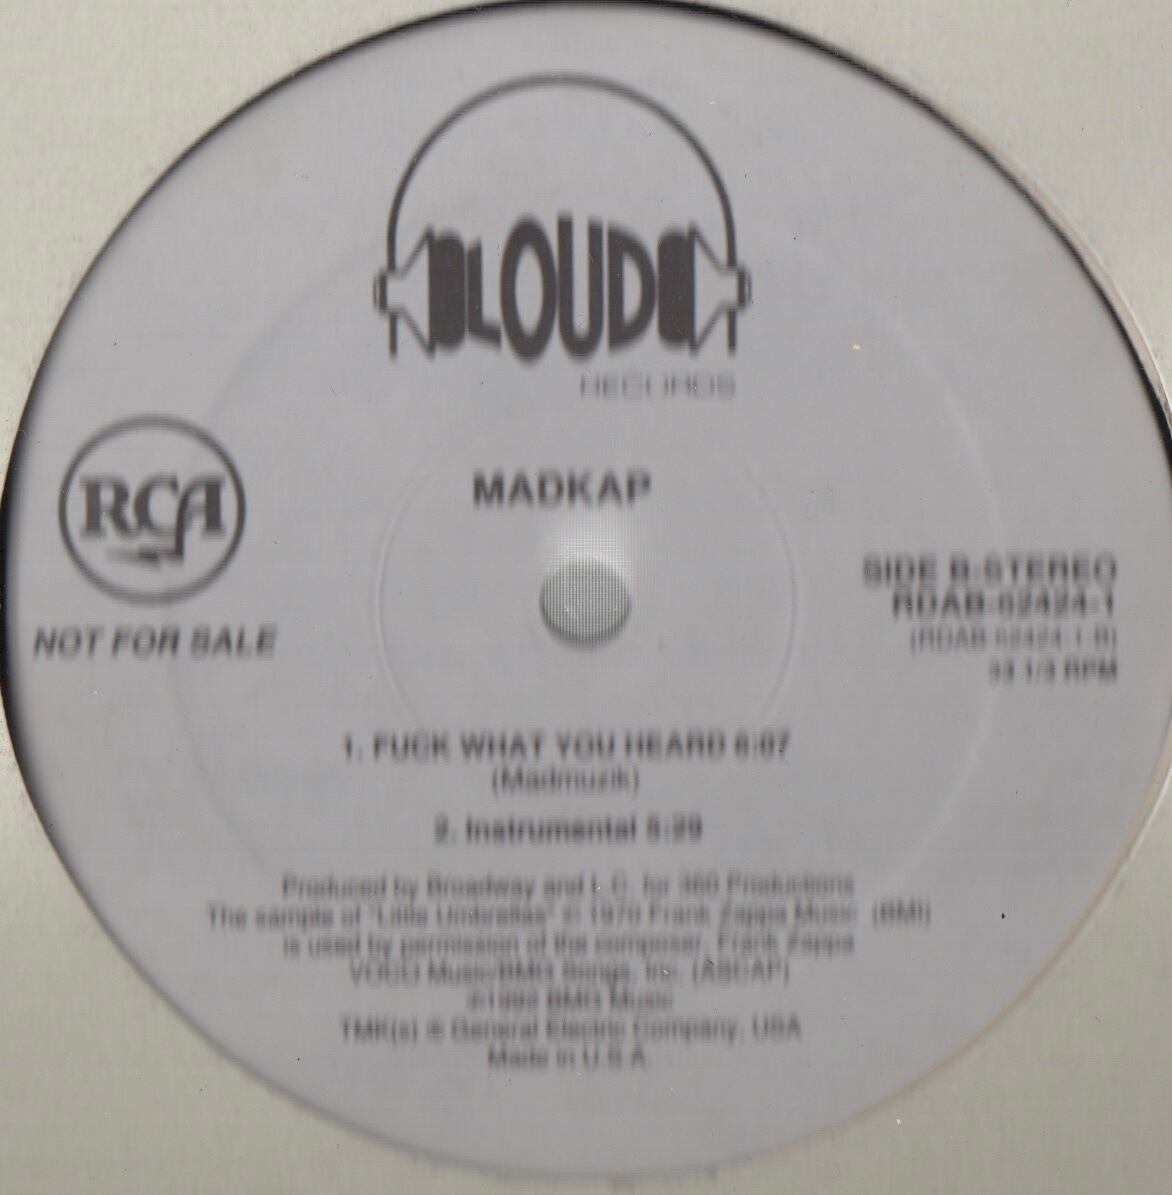 LOUD
RECORDS
RCA
MADKAP
NOT FOR SALE
SIDE B-STEREO
RDAB-62424-1
(RDAB-62424-1-B)
33 1/3 RPM
1. FUCK WHAT YOU HEARD 6:07
(Madmuzik)
2. Instrumental 5:29
Produced by Broadway and L.C. for 360 Productions
The sample of "Little Umbrellas" © 1970 Frank Zappa Music (BMI)
is used by permission of the composer, Frank Zappa
VOCO Music/BMG Songs, Inc. (ASCAP)
1992 BMG Music
TMK(s) ® General Electric Company, USA
Made in U.S.A.